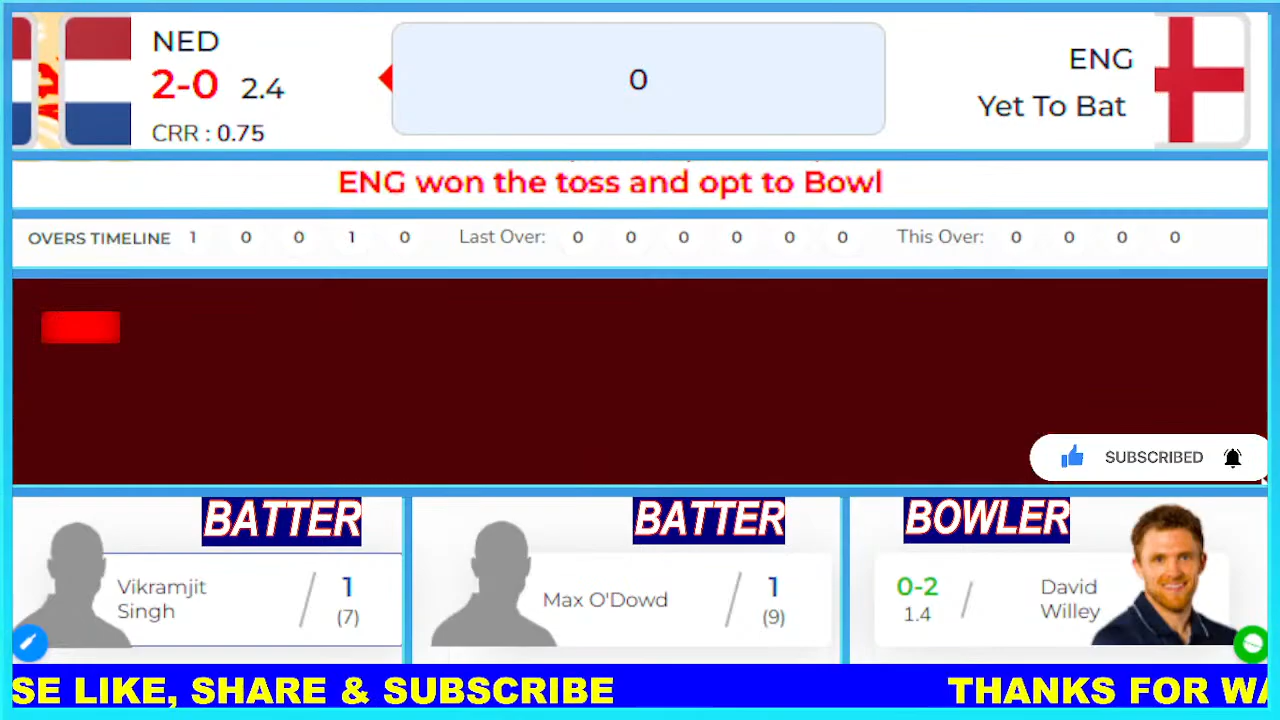 NED
2-0 2.4
CRR : 0.75
0
ENG
Yet To Bat
ENG won the toss and opt to Bowl
OVERS TIMELINE 1 0 0 1 0 Last Over: 0 0 0 0 0 0 This Over: 0 0 0 0
SUBSCRIBED
BATTER
Vikramjit
Singh
1
(7)
BATTER
Max O'Dowd
1
(9)
BOWLER
0-2
1.4
David
Willey
SE LIKE, SHARE & SUBSCRIBE THANKS FOR WA